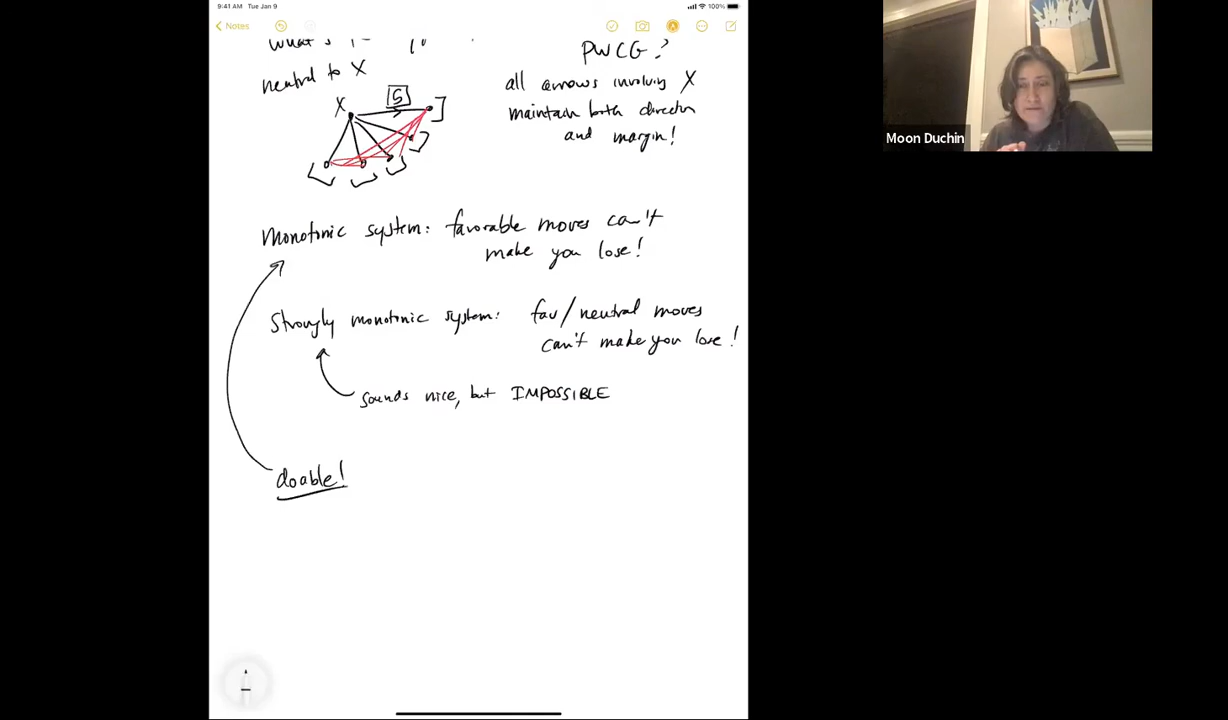 9:41 AM Tue Jan 9
100%
Notes
what's
neutral to X
PWCG?
all arrows involving X
maintain both direction
and margin!
X
5
Monotonic system: favorable moves can't
make you lose!
Strongly monotonic system: fav/neutral moves
can't make you lose!
sounds nice, but IMPOSSIBLE
doable!
Moon Duchin